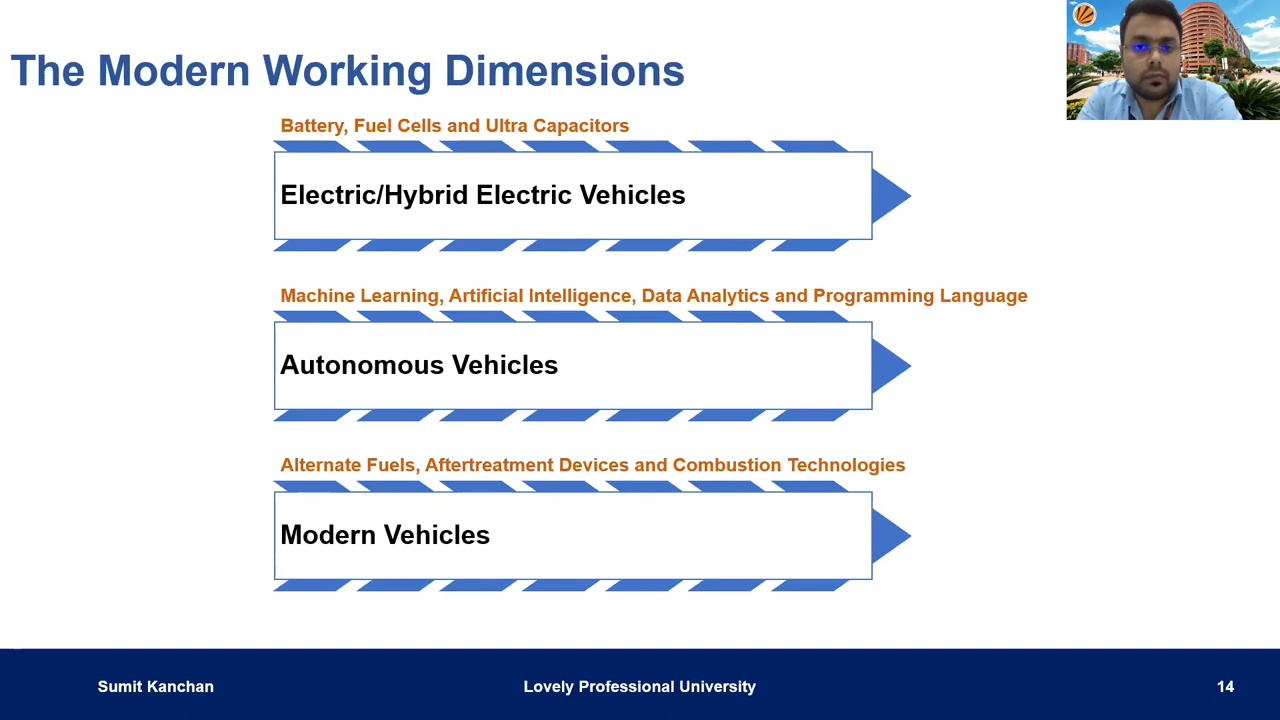 The Modern Working Dimensions
Battery, Fuel Cells and Ultra Capacitors
Electric/Hybrid Electric Vehicles
Machine Learning, Artificial Intelligence, Data Analytics and Programming Language
Autonomous Vehicles
Alternate Fuels, Aftertreatment Devices and Combustion Technologies
Modern Vehicles
Sumit Kanchan
Lovely Professional University
14